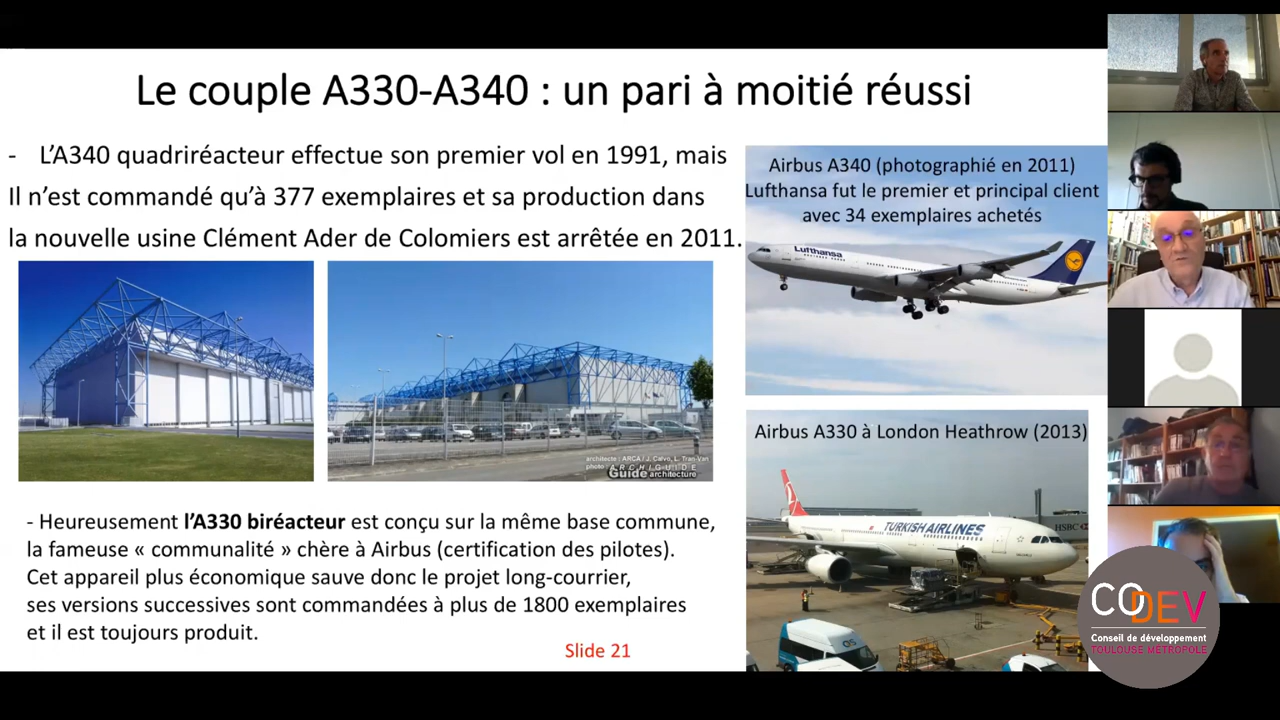 Le couple A330-A340 : un pari à moitié réussi
- L'A340 quadriréacteur effectue son premier vol en 1991, mais
Il n'est commandé qu'à 377 exemplaires et sa production dans
la nouvelle usine Clément Ader de Colomiers est arrêtée en 2011.
Airbus A340 (photographié en 2011)
Lufthansa fut le premier et principal client
avec 34 exemplaires achetés
Lufthansa
architecte : ARCA / J. Calvo, L. Tran-Van
photo : ARCHIGUIDE
Guide architecture
Airbus A330 à London Heathrow (2013)
TURKISH AIRLINES
HSBC
- Heureusement l'A330 biréacteur est conçu sur la même base commune,
la fameuse « communalité » chère à Airbus (certification des pilotes).
Cet appareil plus économique sauve donc le projet long-courrier,
ses versions successives sont commandées à plus de 1800 exemplaires
et il est toujours produit.
Slide 21
CODEV
Conseil de développement
TOULOUSE MÉTROPOLE